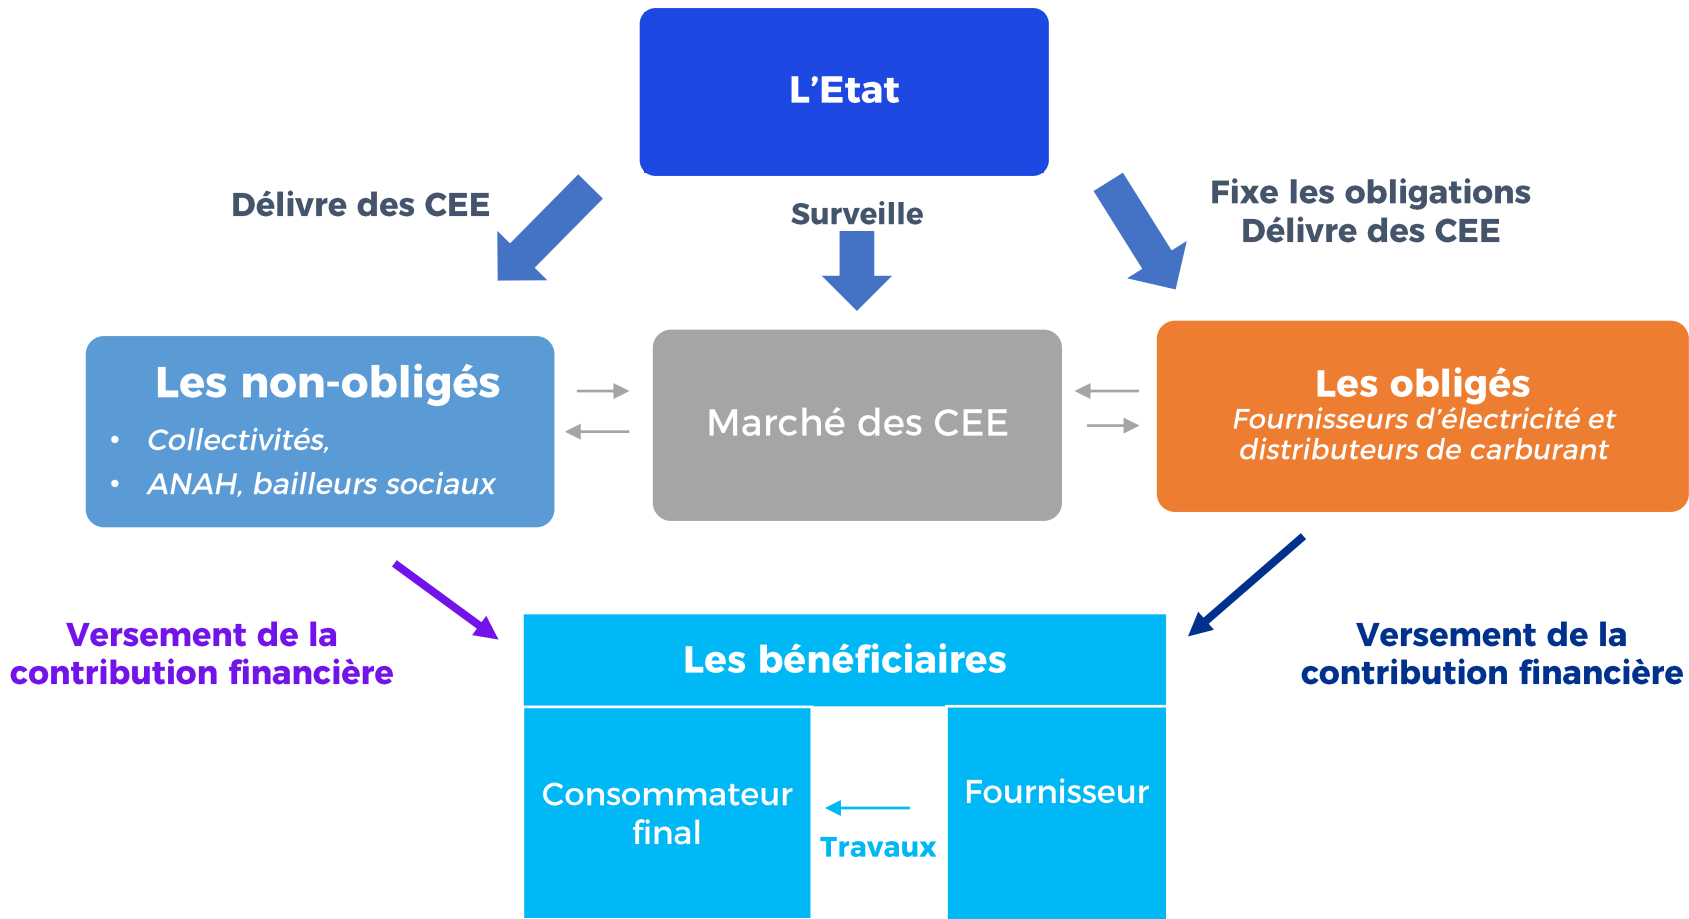 L’Etat
Délivre des CEE
Surveille
Fixe les obligations
Délivre des CEE
Les non-obligés
• Collectivités,
• ANAH, bailleurs sociaux
Marché des CEE
Les obligés
Fournisseurs d’électricité et
distributeurs de carburant
Versement de la
contribution financière
Les bénéficiaires
Versement de la
contribution financière
Consommateur
final
Travaux
Fournisseur